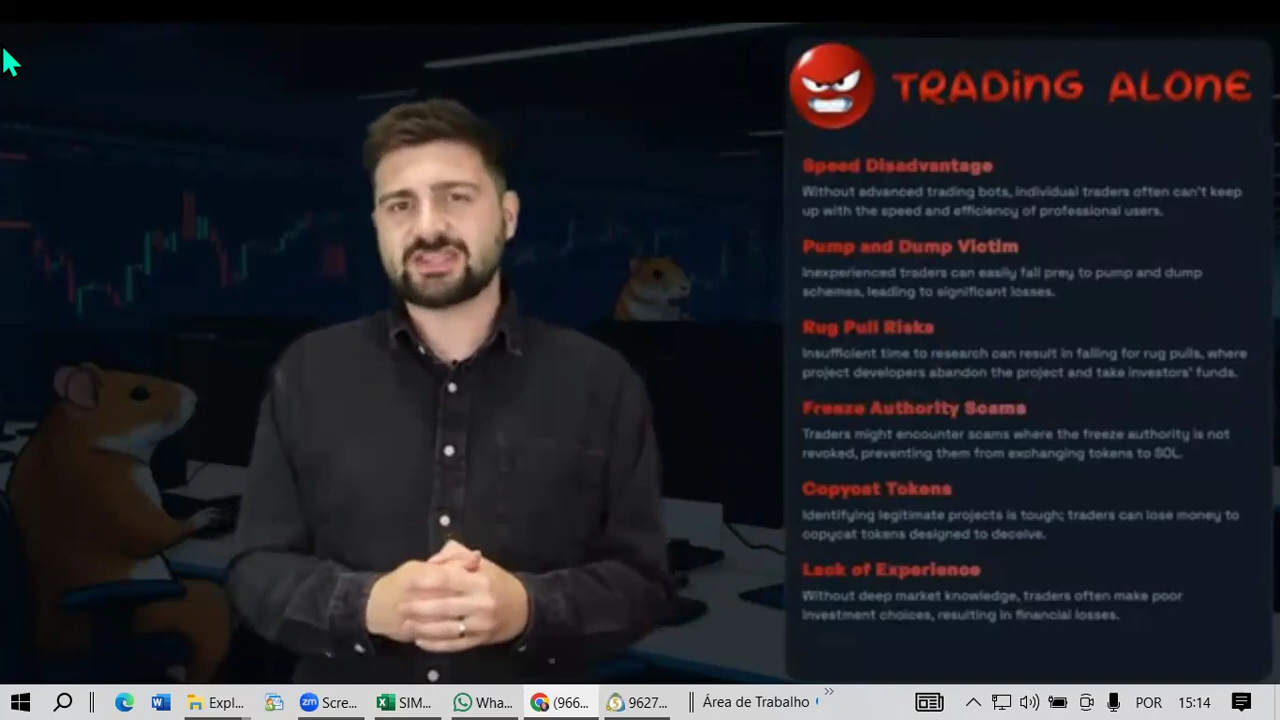 TRADING ALONE
Speed Disadvantage
Without advanced trading bots, individual traders often can't keep
up with the speed and efficiency of professional users.
Pump and Dump Victim
Inexperienced traders can easily fall prey to pump and dump
schemes, leading to significant losses.
Rug Pull Risks
Insufficient time to research can result in falling for rug pulls, where
project developers abandon the project and take investors' funds.
Freeze Authority Scams
Traders might encounter scams where the freeze authority is not
revoked, preventing them from exchanging tokens to SOL.
Copycat Tokens
Identifying legitimate projects is tough; traders can lose money to
copycat tokens designed to deceive.
Lack of Experience
Without deep market knowledge, traders often make poor
investment choices, resulting in financial losses.
Expl... zm Scre... SIM... Wha... (966... 9627... Area de Trabalho POR 15:14